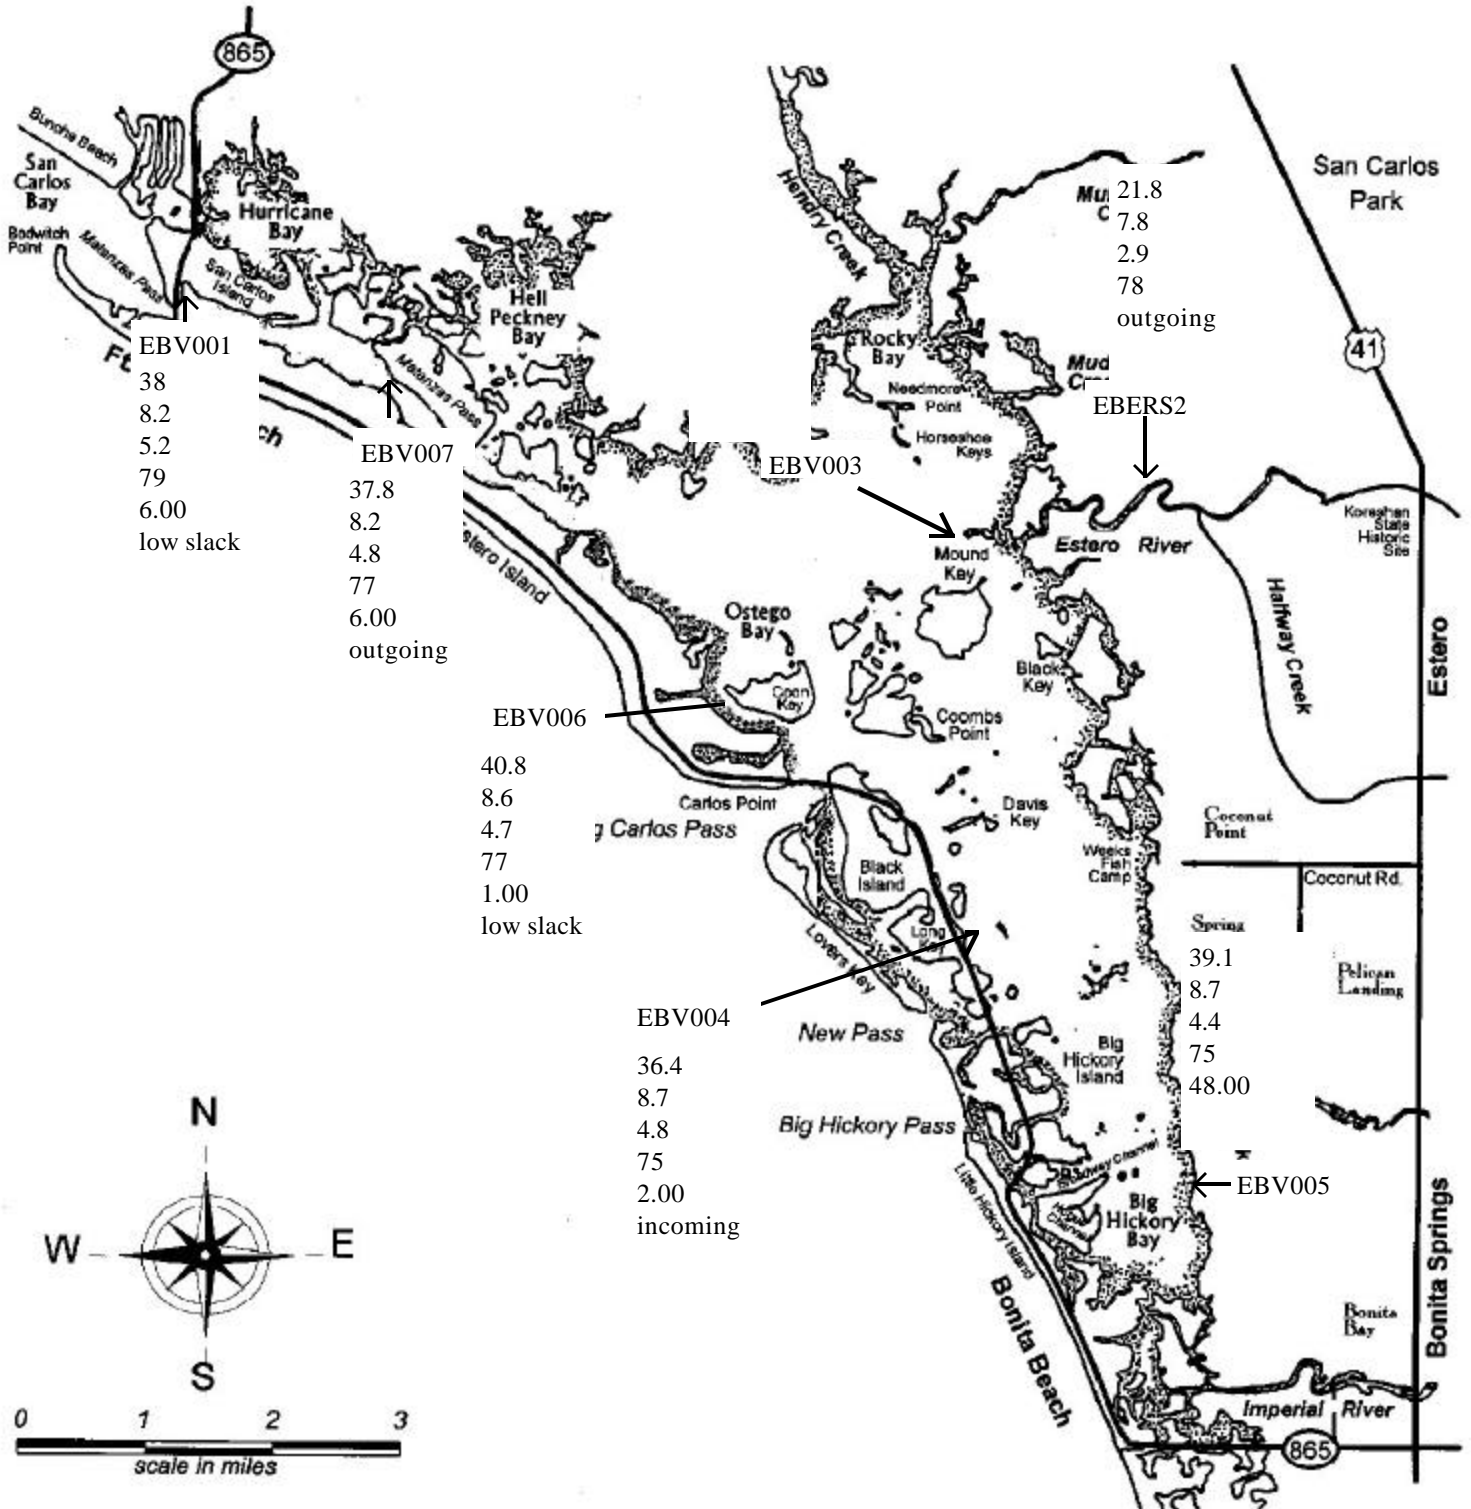 865
Bunche Beach
San
Carlos
Bay
Bodwitch
Point
Matanzas Pass
Hurricane
Bay
San Carlos
Island
Hell
Peckney
Bay
Matanzas Pass
Hendry Creek
21.8
7.8
2.9
78
outgoing
San Carlos
Park
41
EBV001
38
8.2
5.2
79
6.00
low slack
EBV007
37.8
8.2
4.8
77
6.00
outgoing
Rocky
Bay
Needmore
Point
Horseshoe
Keys
EBERS2
EBV003
Mound
Key
Estero River
Koreshan
State
Historic
Site
Halfway Creek
Estero
stero Island
Ostego
Bay
Coon
Key
Black
Key
EBV006
40.8
8.6
4.7
77
1.00
low slack
Coombs
Point
Carlos Point
g Carlos Pass
Davis
Key
Black
Island
Weeks
Fish
Camp
Coconut
Point
Coconut Rd.
Lovers Key
Long
Key
Spring
39.1
8.7
4.4
75
48.00
Pelican
Landing
EBV004
36.4
8.7
4.8
75
2.00
incoming
New Pass
Big
Hickory
Island
Big Hickory Pass
EBV005
Big
Hickory
Bay
Little Hickory Island
Bonita Beach
Bonita Springs
Bonita
Bay
Imperial River
865
N
W
E
S
0 1 2 3
scale in miles